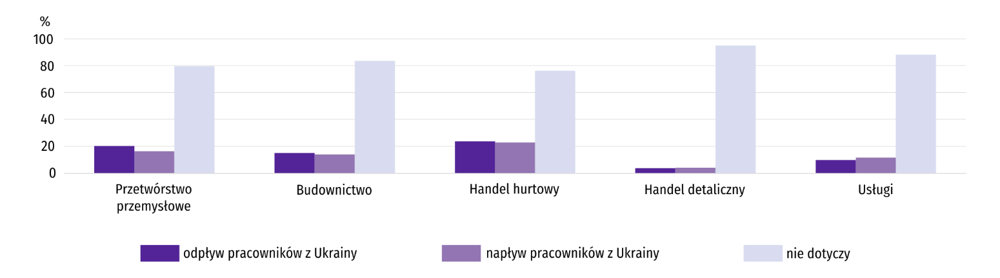 %
100
80
60
40
20
0
Przetwórstwo
przemysłowe
Budownictwo
Handel hurtowy
Handel detaliczny
Usługi
odpływ pracowników z Ukrainy
napływ pracowników z Ukrainy
nie dotyczy